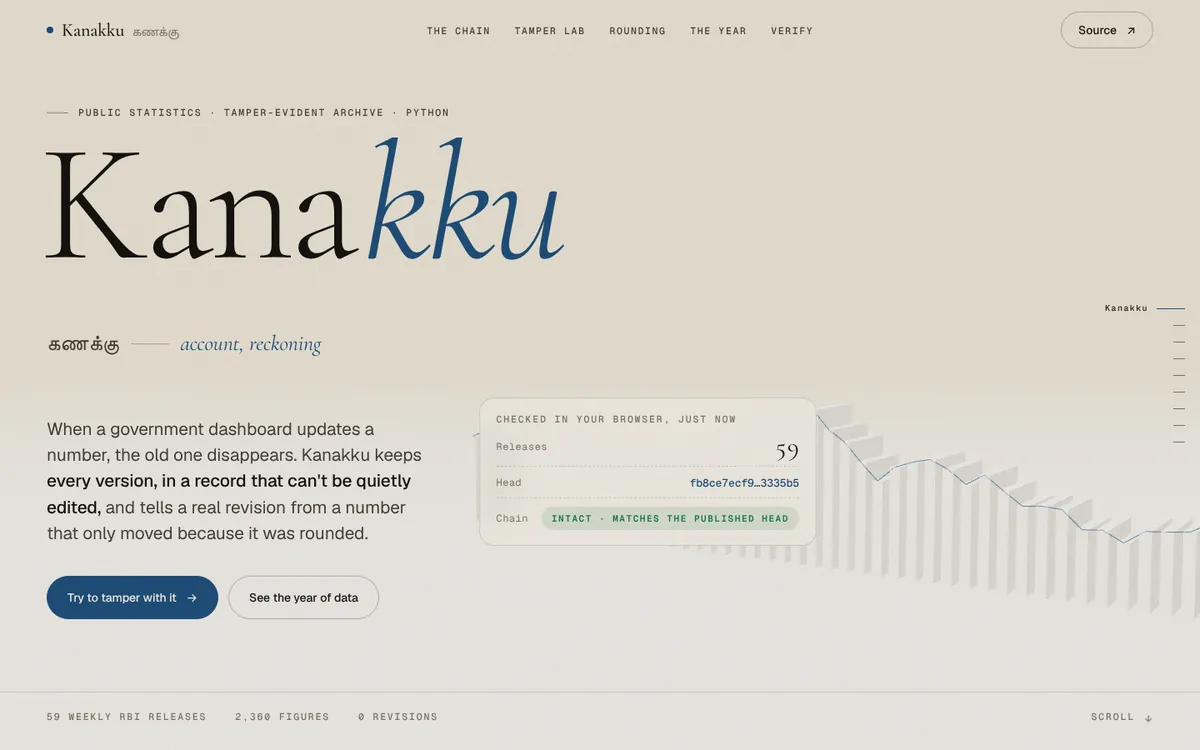 Kanakku கணக்கு
THE CHAIN TAMPER LAB ROUNDING THE YEAR VERIFY
Source ↗
PUBLIC STATISTICS · TAMPER-EVIDENT ARCHIVE · PYTHON
Kanakku
Kanakku
கணக்கு — account, reckoning
When a government dashboard updates a
number, the old one disappears. Kanakku keeps
every version, in a record that can't be quietly
edited, and tells a real revision from a number
that only moved because it was rounded.
CHECKED IN YOUR BROWSER, JUST NOW
Releases 59
Head fb8ce7ecf9…3335b5
Chain INTACT · MATCHES THE PUBLISHED HEAD
Try to tamper with it →
See the year of data
59 WEEKLY RBI RELEASES 2,360 FIGURES 0 REVISIONS
SCROLL ↓